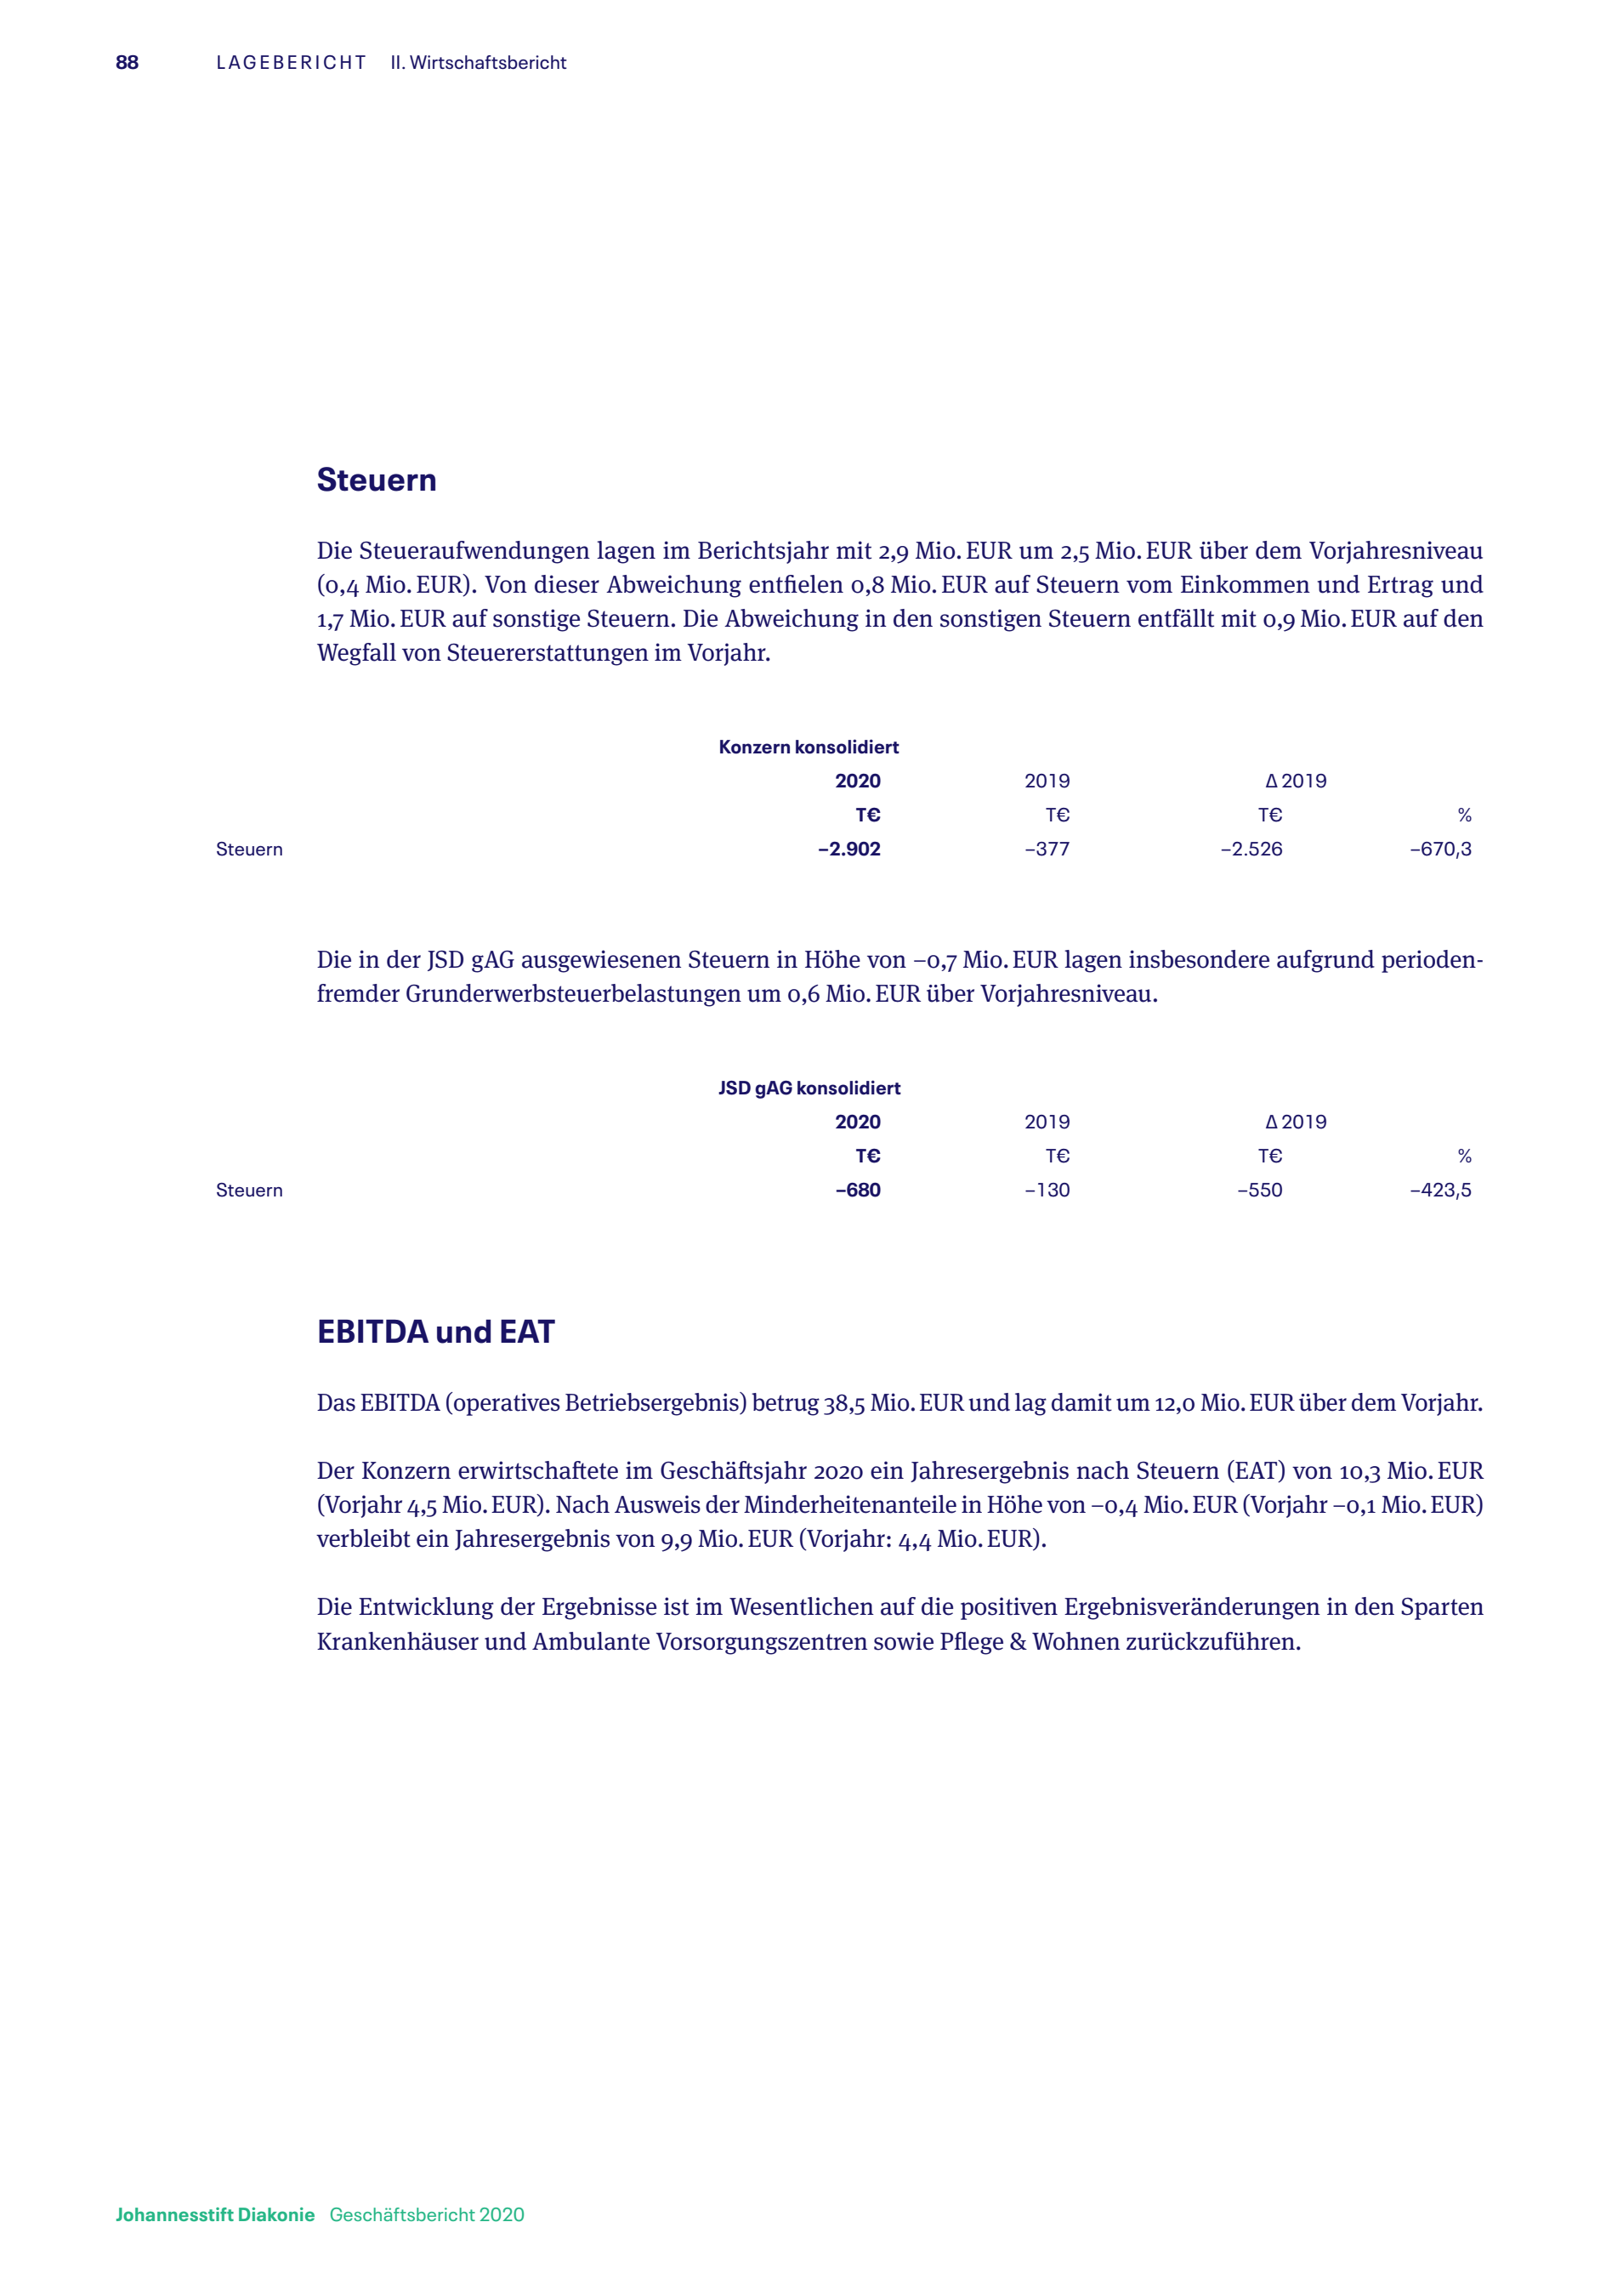 88 LAGEBERICHT II. Wirtschaftsbericht
Steuern
Die Steueraufwendungen lagen im Berichtsjahr mit 2,9 Mio. EUR um 2,5 Mio. EUR über dem Vorjahresniveau
(0,4 Mio. EUR). Von dieser Abweichung entfielen 0,8 Mio. EUR auf Steuern vom Einkommen und Ertrag und
1,7 Mio. EUR auf sonstige Steuern. Die Abweichung in den sonstigen Steuern entfällt mit 0,9 Mio. EUR auf den
Wegfall von Steuererstattungen im Vorjahr.
Konzern konsolidiert
2020 2019 Δ 2019
T€ T€ T€ %
Steuern –2.902 –377 –2.526 –670,3
Die in der JSD gAG ausgewiesenen Steuern in Höhe von –0,7 Mio. EUR lagen insbesondere aufgrund perioden-
fremder Grunderwerbsteuerbelastungen um 0,6 Mio. EUR über Vorjahresniveau.
JSD gAG konsolidiert
2020 2019 Δ 2019
T€ T€ T€ %
Steuern –680 –130 –550 –423,5
EBITDA und EAT
Das EBITDA (operatives Betriebsergebnis) betrug 38,5 Mio. EUR und lag damit um 12,0 Mio. EUR über dem Vorjahr.
Der Konzern erwirtschaftete im Geschäftsjahr 2020 ein Jahresergebnis nach Steuern (EAT) von 10,3 Mio. EUR
(Vorjahr 4,5 Mio. EUR). Nach Ausweis der Minderheitenanteile in Höhe von –0,4 Mio. EUR (Vorjahr –0,1 Mio. EUR)
verbleibt ein Jahresergebnis von 9,9 Mio. EUR (Vorjahr: 4,4 Mio. EUR).
Die Entwicklung der Ergebnisse ist im Wesentlichen auf die positiven Ergebnisveränderungen in den Sparten
Krankenhäuser und Ambulante Vorsorgungszentren sowie Pflege & Wohnen zurückzuführen.
Johannesstift Diakonie Geschäftsbericht 2020